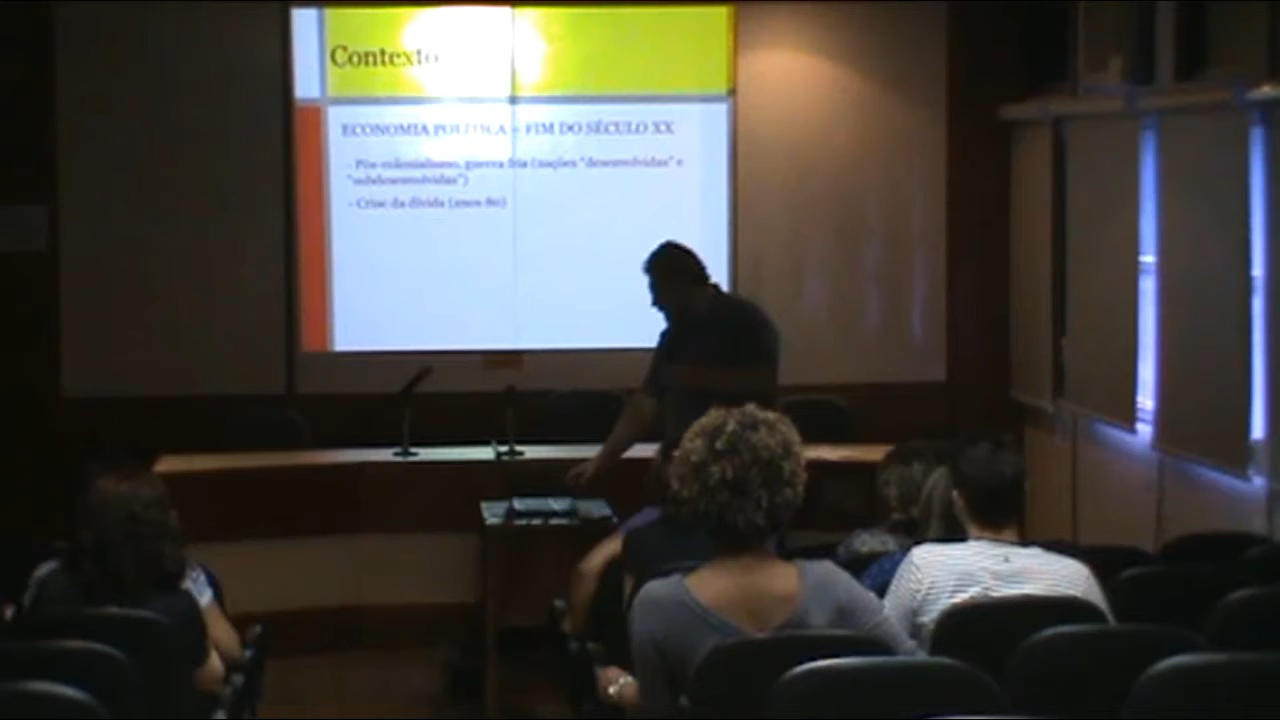 Contexto
ECONOMIA POLÍTICA – FIM DO SÉCULO XX
- Pós-colonialismo, guerra fria (nações "desenvolvidas" e
"subdesenvolvidas")
- Crise da dívida (anos 80)